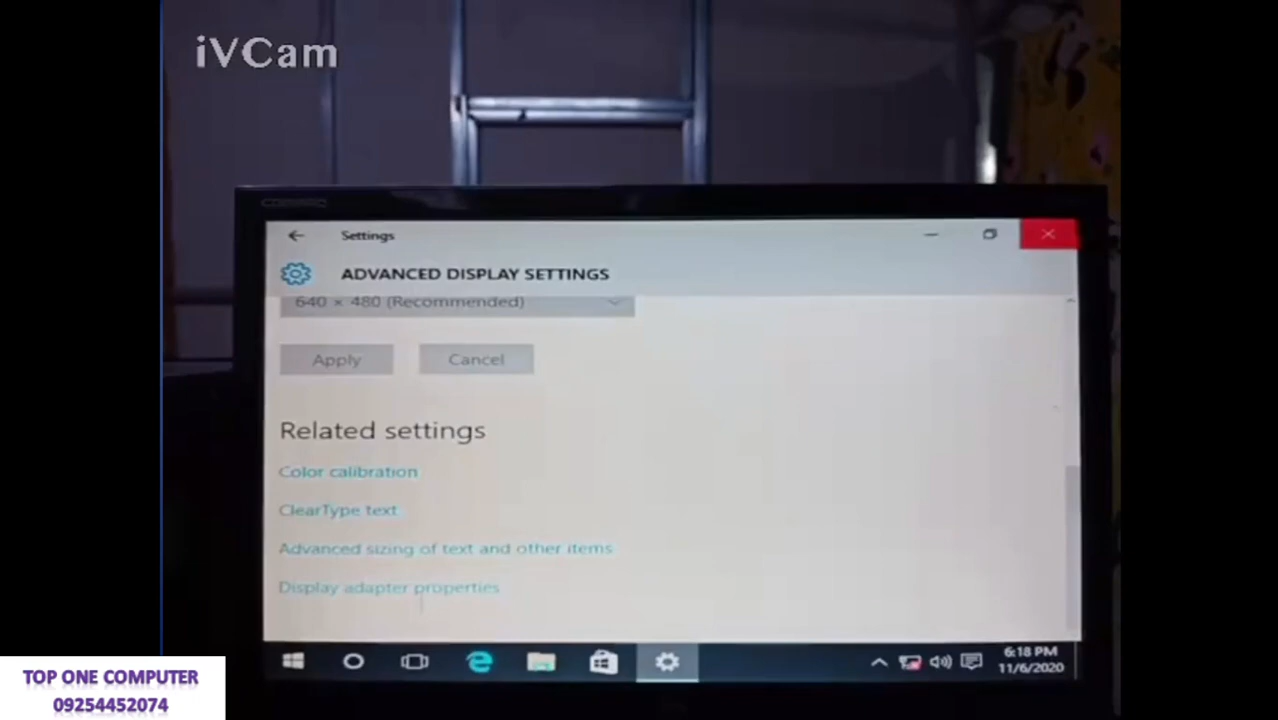 iVCam
Settings
ADVANCED DISPLAY SETTINGS
640 × 480 (Recommended)
Apply
Cancel
Related settings
Color calibration
ClearType text
Advanced sizing of text and other items
Display adapter properties
6:18 PM
11/6/2020
TOP ONE COMPUTER
09254452074